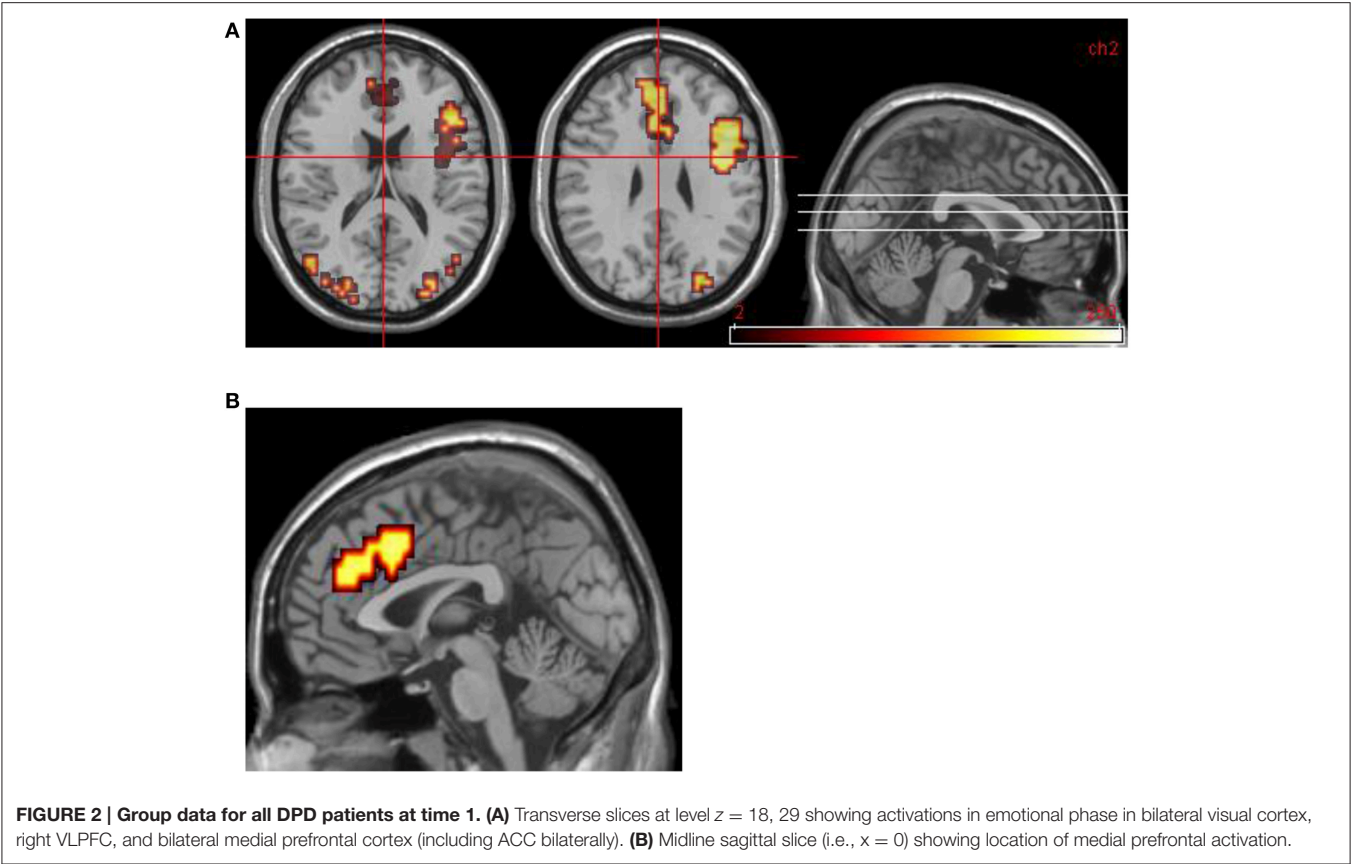 A
ch2
2
B
FIGURE 2 | Group data for all DPD patients at time 1. (A) Transverse slices at level z = 18, 29 showing activations in emotional phase in bilateral visual cortex,
right VLPFC, and bilateral medial prefrontal cortex (including ACC bilaterally). (B) Midline sagittal slice (i.e., x = 0) showing location of medial prefrontal activation.